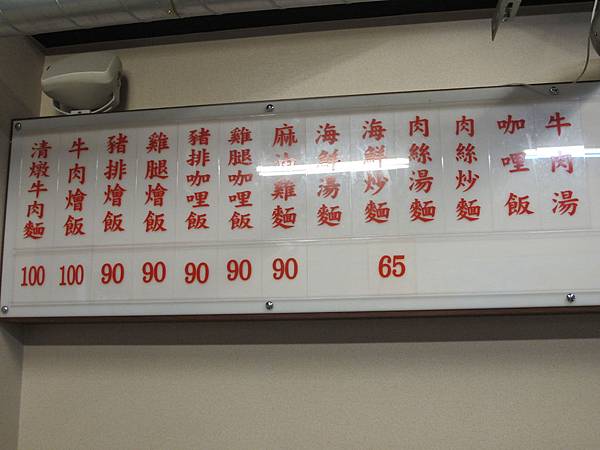 清燉牛肉麵
牛肉燴飯
豬排燴飯
雞腿燴飯
豬排咖哩飯
雞腿咖哩飯
麻油雞麵
海鮮湯麵
海鮮炒麵
肉絲湯麵
肉絲炒麵
咖哩飯
牛肉湯
100 100 90 90 90 90 90 65